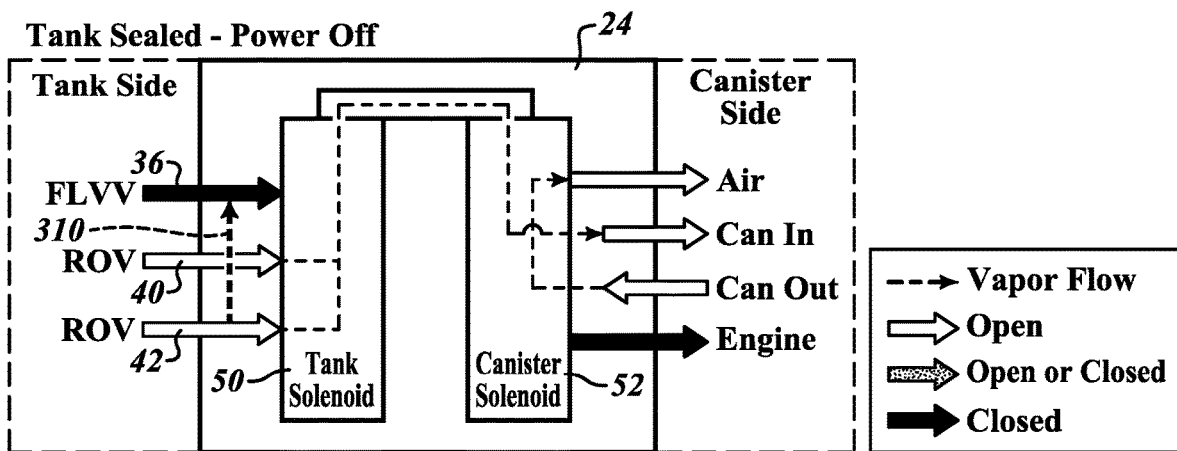 Tank Sealed - Power Off
24
Tank Side
Canister
Side
36
FLVV
310
ROV
40
ROV
42
50
Tank
Solenoid
Canister
Solenoid
52
Air
Can In
Can Out
Engine
Vapor Flow
Open
Open or Closed
Closed